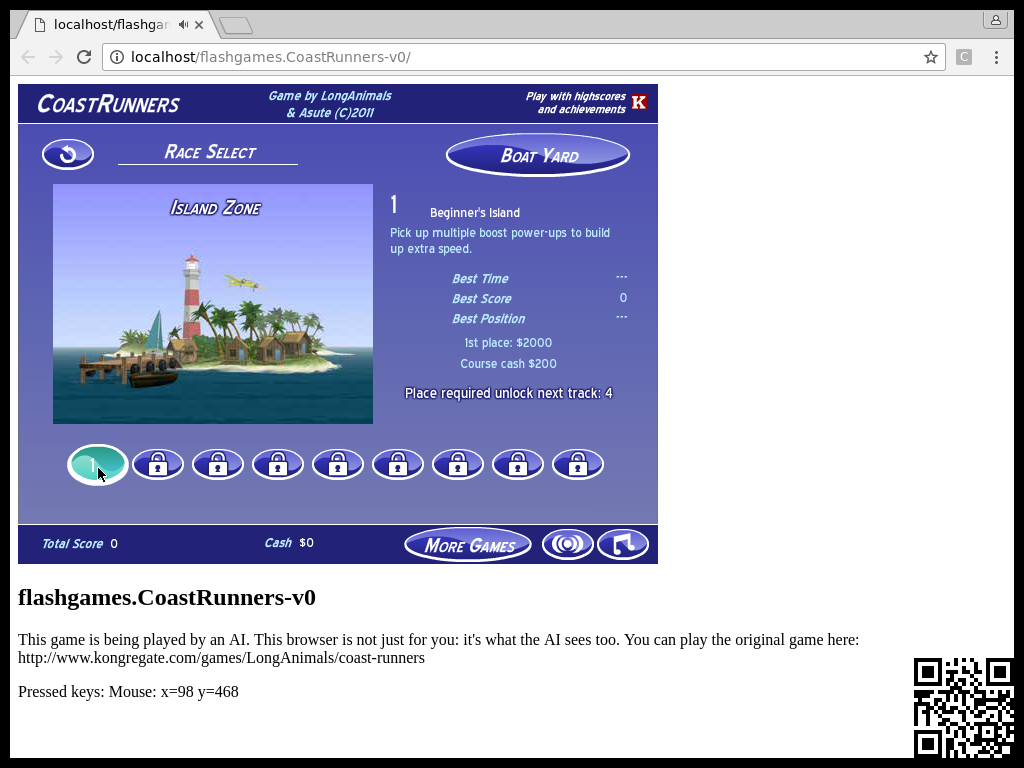 localhost/flashgar
localhost/flashgames.CoastRunners-v0/
C
COASTRUNNERS
Game by LongAnimals
& Asute (C)2011
Play with highscores
and achievements
K
RACE SELECT
BOAT YARD
ISLAND ZONE
1
Beginner's Island
Pick up multiple boost power-ups to build
up extra speed.
Best Time ---
Best Score 0
Best Position ---
1st place: $2000
Course cash $200
Place required unlock next track: 4
1
Total Score 0
Cash $0
MORE GAMES
flashgames.CoastRunners-v0
This game is being played by an AI. This browser is not just for you: it's what the AI sees too. You can play the original game here:
http://www.kongregate.com/games/LongAnimals/coast-runners
Pressed keys: Mouse: x=98 y=468